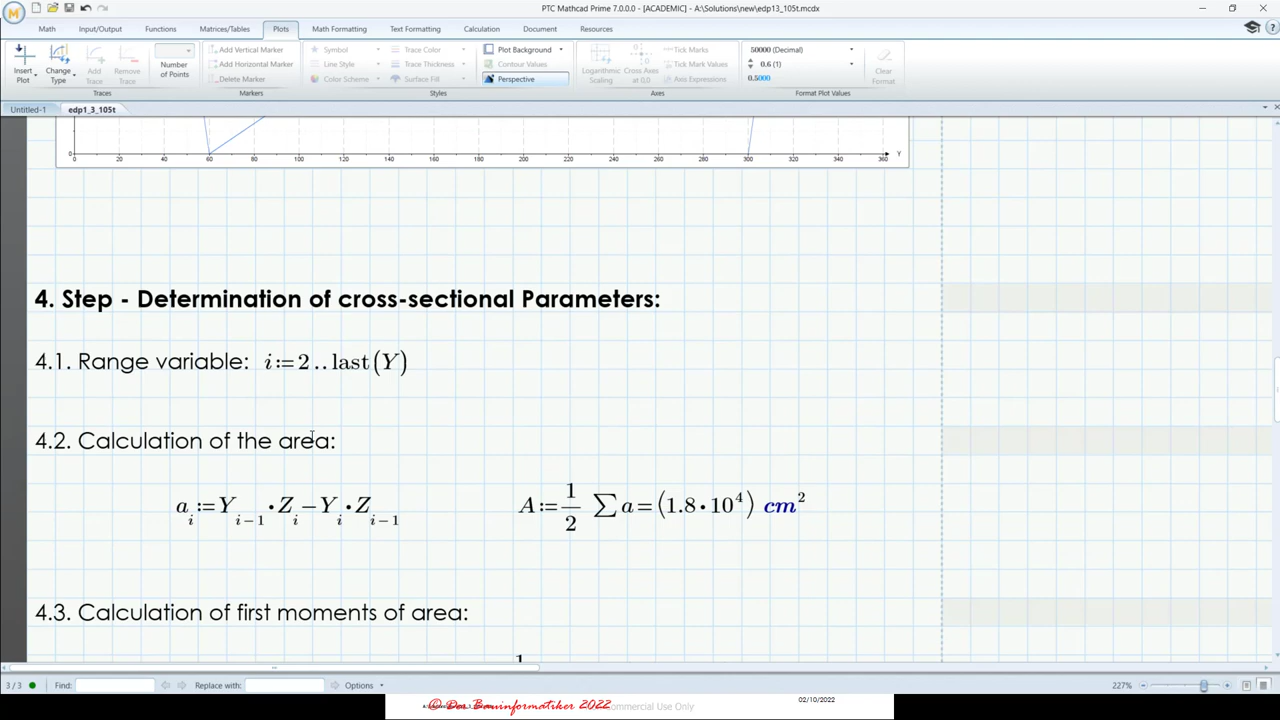 PTC Mathcad Prime 7.0.0.0 - [ACADEMIC] - A:\Solutions\new\edp13_105t.mcdx
Math Input/Output Functions Matrices/Tables Plots Math Formatting Text Formatting Calculation Document Resources
Insert Plot Change Type Add Trace Remove Trace Number of Points
Traces
Add Vertical Marker
Add Horizontal Marker
Delete Marker
Markers
Symbol Trace Color
Line Style Trace Thickness
Color Scheme Surface Fill
Styles
Plot Background
Contour Values
Perspective
Logarithmic Scaling Cross Axes at 0,0
Tick Marks
Tick Mark Values
Axis Expressions
Axes
50000 (Decimal)
0.6 (1)
0.5000
Format Plot Values
Clear Format
Untitled-1 edp1_3_105t
0
0 20 40 60 80 100 120 140 160 180 200 220 240 260 280 300 320 340 360 Y
4. Step - Determination of cross-sectional Parameters:
4.1. Range variable: i:=2..last(Y)
4.2. Calculation of the area:
a_i:=Y_{i-1}·Z_i-Y_i·Z_{i-1} A:=1/2 ∑a=(1.8·10^4) cm^2
4.3. Calculation of first moments of area:
1
3 / 3 Find: Replace with: Options 227%
© Der Bauinformatiker 2022 Commercial Use Only 02/10/2022